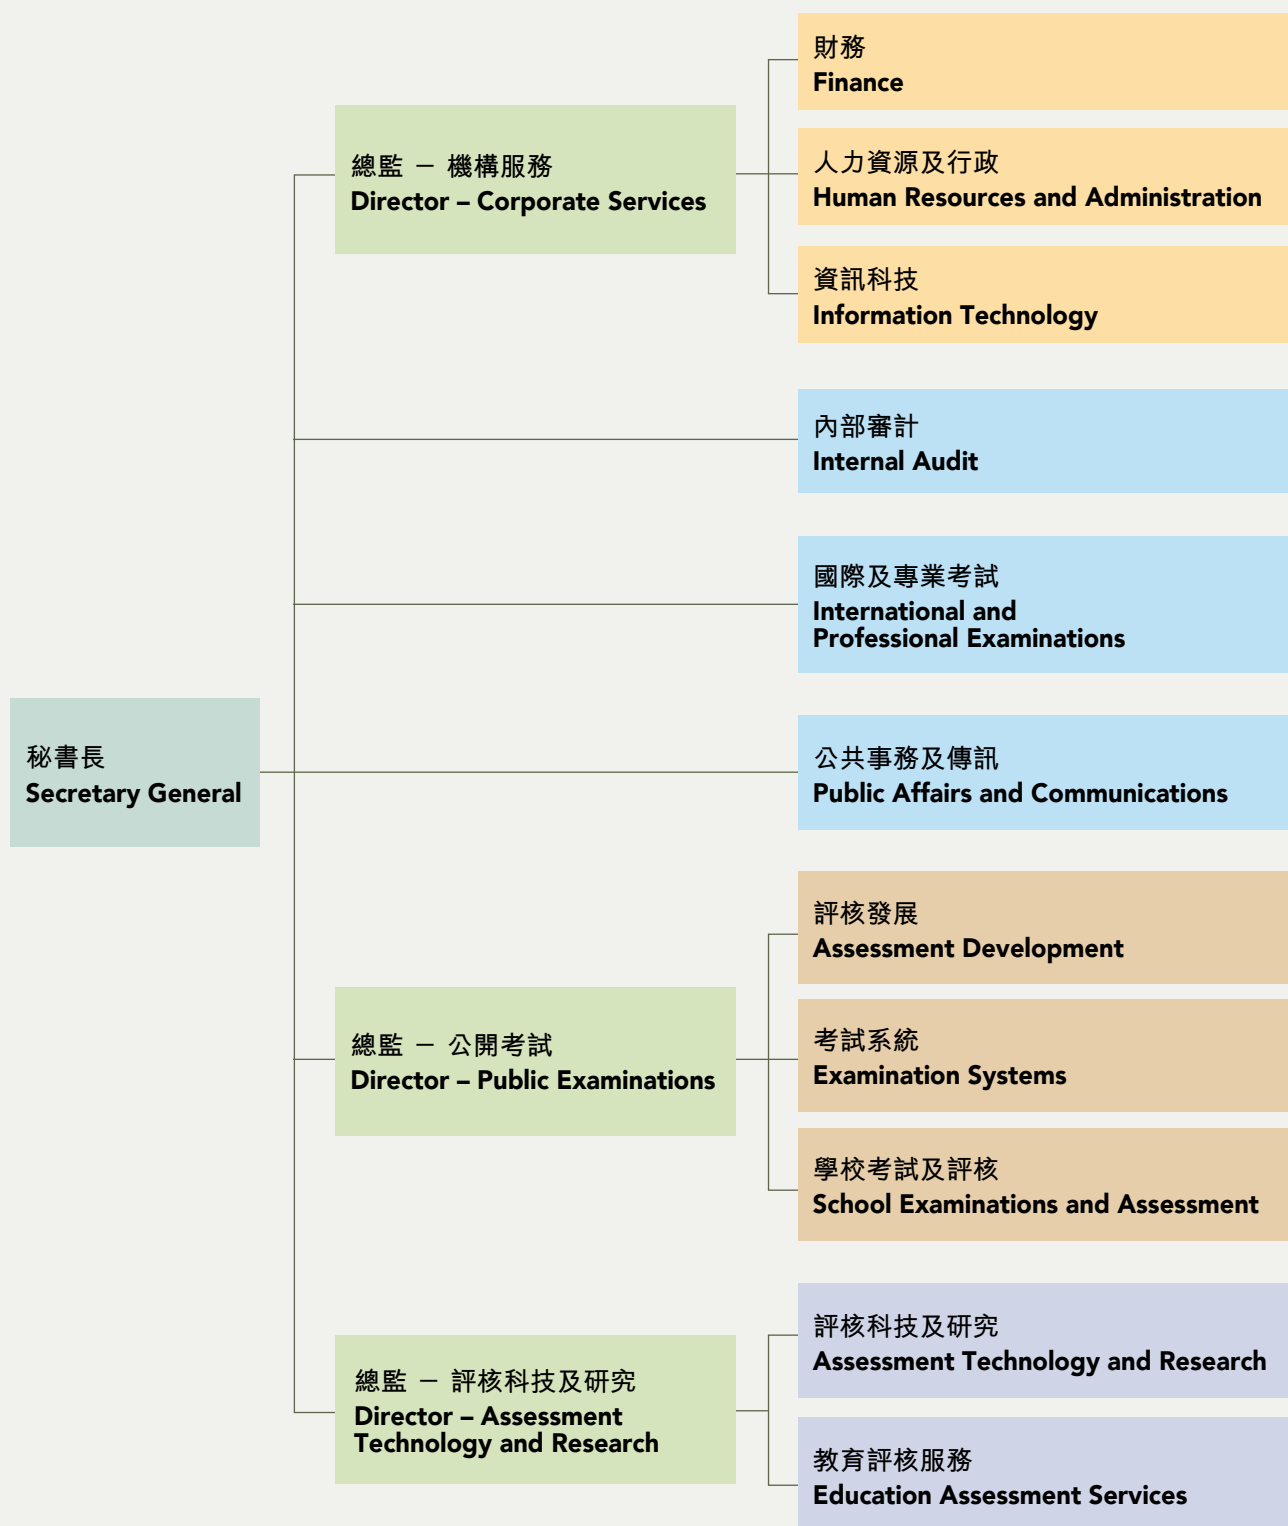 財務
Finance
總監 － 機構服務
Director – Corporate Services
人力資源及行政
Human Resources and Administration
資訊科技
Information Technology
內部審計
Internal Audit
國際及專業考試
International and
Professional Examinations
秘書長
Secretary General
公共事務及傳訊
Public Affairs and Communications
評核發展
Assessment Development
總監 － 公開考試
Director – Public Examinations
考試系統
Examination Systems
學校考試及評核
School Examinations and Assessment
總監 － 評核科技及研究
Director – Assessment
Technology and Research
評核科技及研究
Assessment Technology and Research
教育評核服務
Education Assessment Services